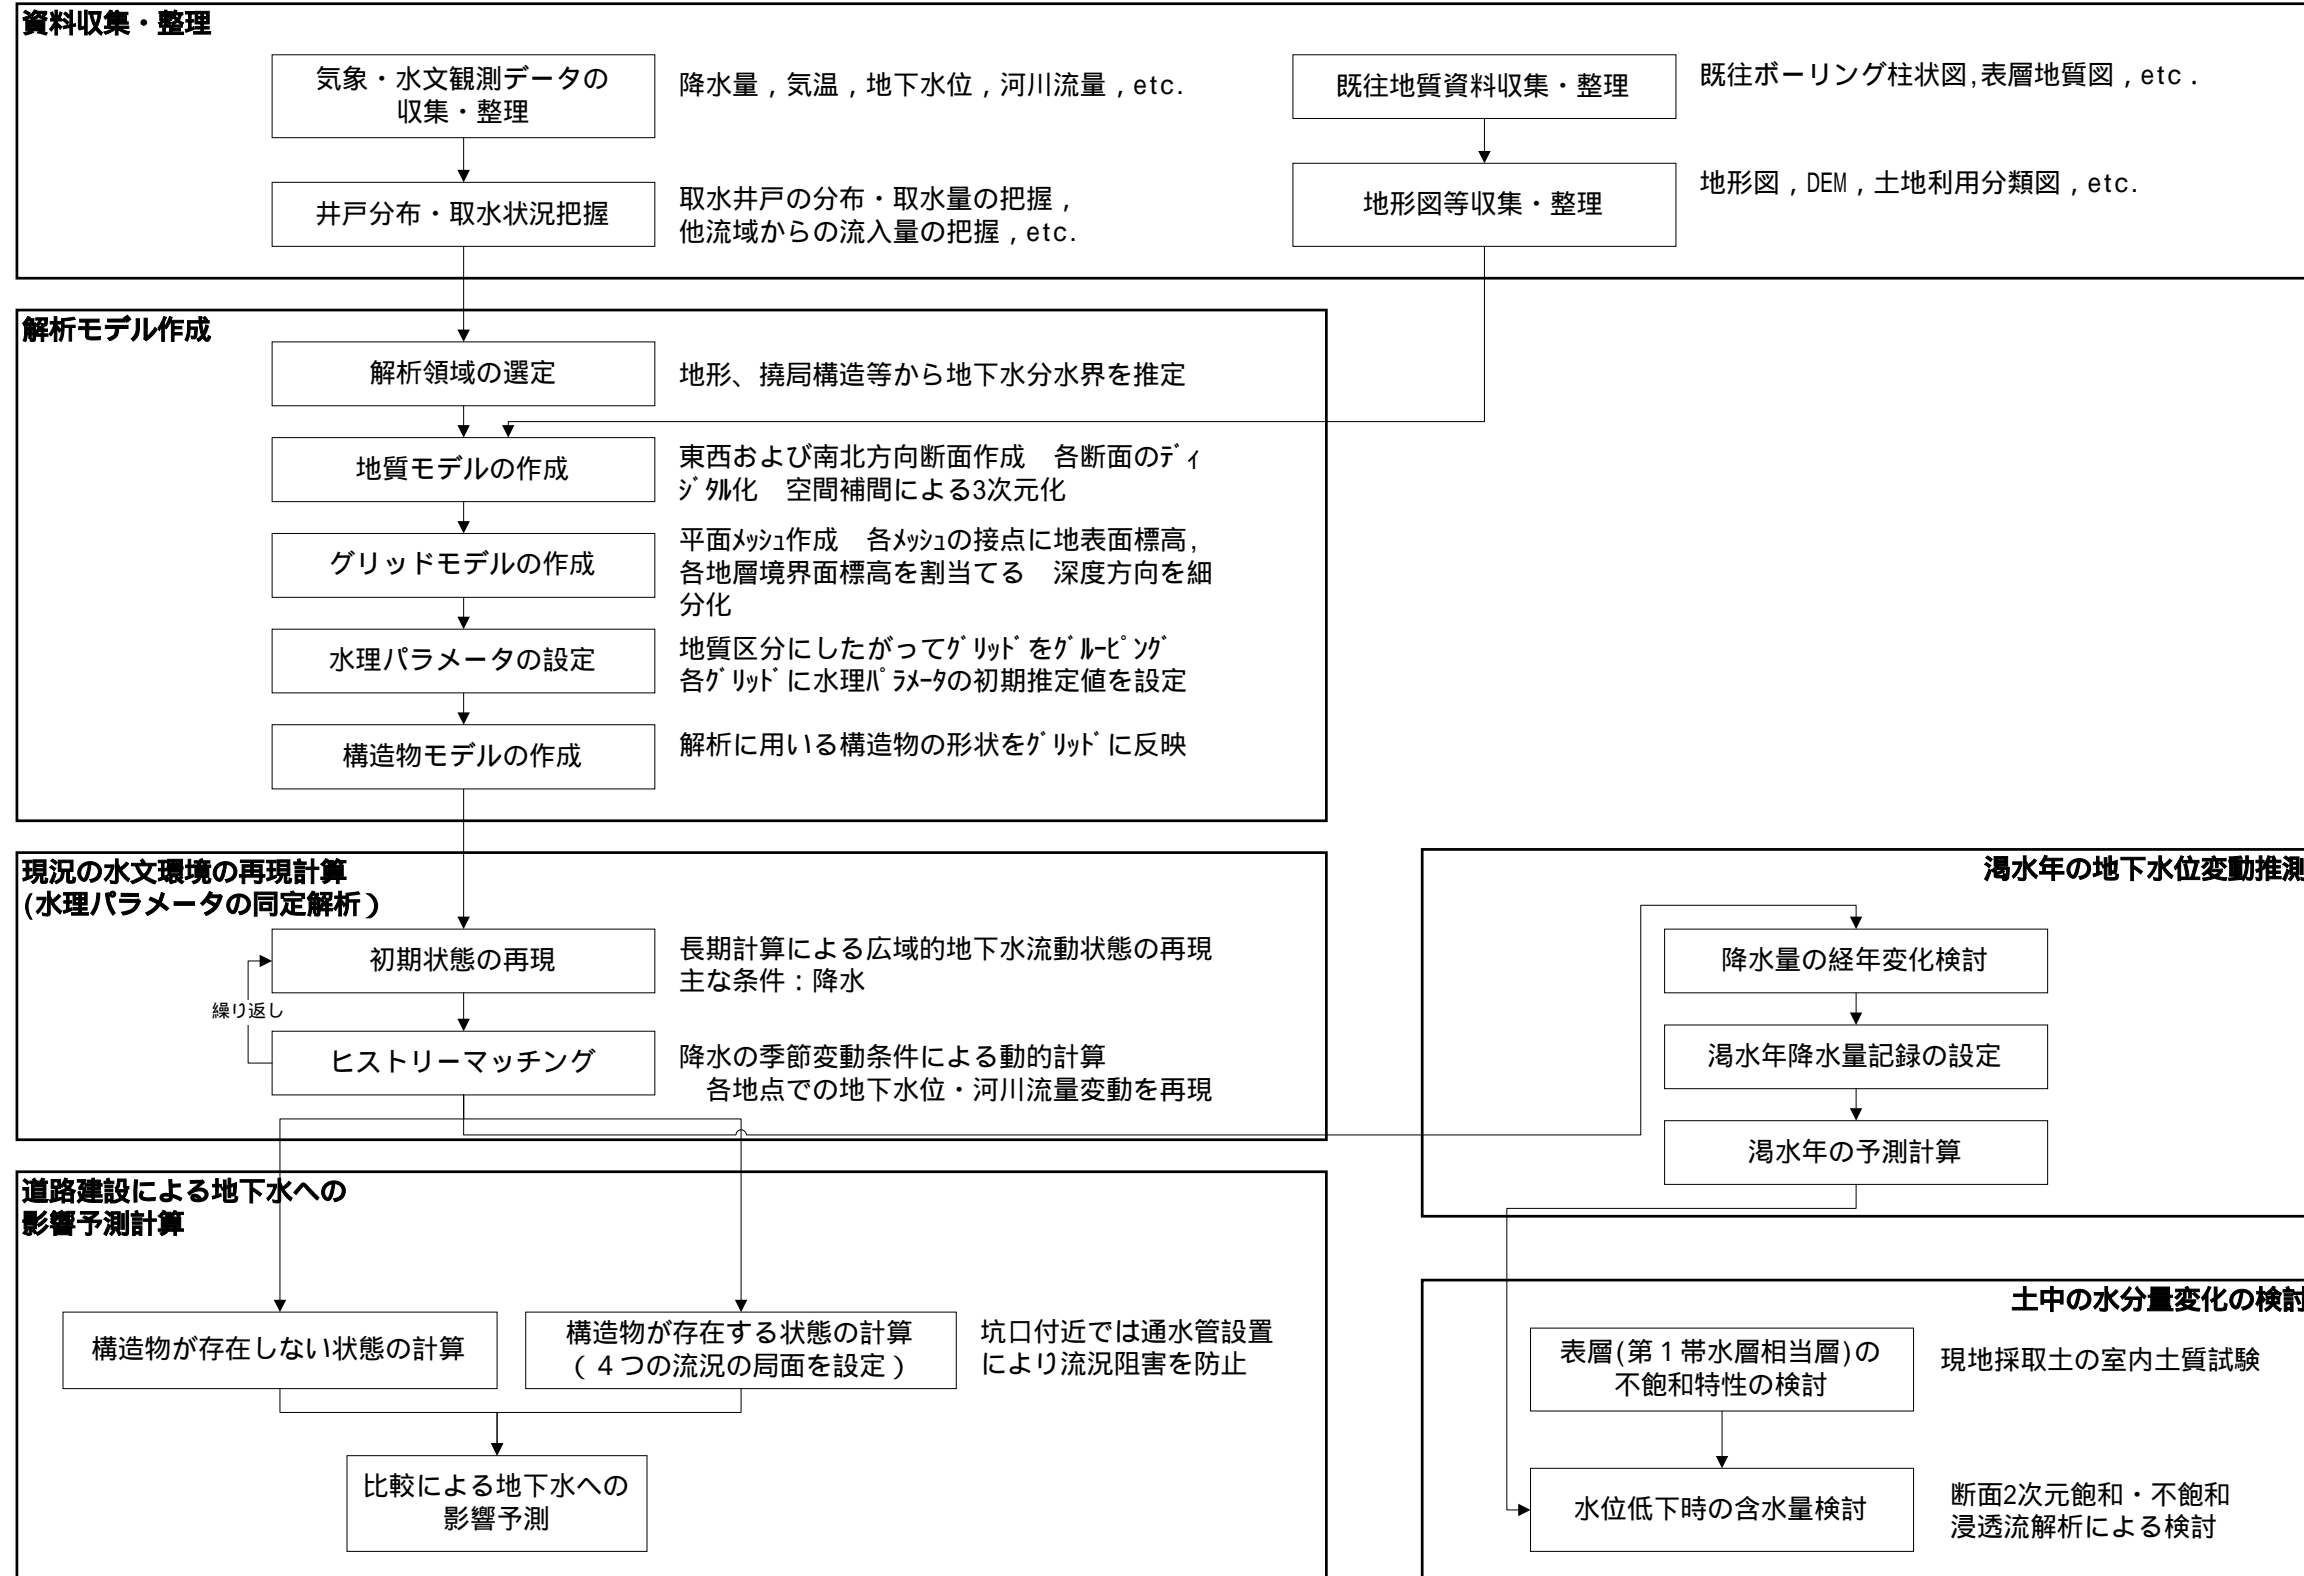 資料収集・整理
気象・水文観測データの
収集・整理
降水量，気温，地下水位，河川流量，etc.
井戸分布・取水状況把握
取水井戸の分布・取水量の把握，
他流域からの流入量の把握，etc.
既往地質資料収集・整理
既往ボーリング柱状図,表層地質図，etc．
地形図等収集・整理
地形図，DEM，土地利用分類図，etc.
解析モデル作成
解析領域の選定
地形、撓局構造等から地下水分水界を推定
地質モデルの作成
東西および南北方向断面作成　各断面のﾃﾞｨ
ｼﾞﾀﾙ化　空間補間による3次元化
グリッドモデルの作成
平面ﾒｯｼｭ作成　各ﾒｯｼｭの接点に地表面標高，
各地層境界面標高を割当てる　深度方向を細
分化
水理パラメータの設定
地質区分にしたがってｸﾞﾘｯﾄﾞをｸﾞﾙｰﾋﾟﾝｸﾞ
各ｸﾞﾘｯﾄﾞに水理ﾊﾟﾗﾒｰﾀの初期推定値を設定
構造物モデルの作成
解析に用いる構造物の形状をｸﾞﾘｯﾄﾞに反映
現況の水文環境の再現計算
(水理パラメータの同定解析）
初期状態の再現
長期計算による広域的地下水流動状態の再現
主な条件：降水
繰り返し
ヒストリーマッチング
降水の季節変動条件による動的計算
各地点での地下水位・河川流量変動を再現
渇水年の地下水位変動推測
降水量の経年変化検討
渇水年降水量記録の設定
渇水年の予測計算
道路建設による地下水への
影響予測計算
構造物が存在しない状態の計算
構造物が存在する状態の計算
（４つの流況の局面を設定）
坑口付近では通水管設置
により流況阻害を防止
比較による地下水への
影響予測
土中の水分量変化の検討
表層(第１帯水層相当層)の
不飽和特性の検討
現地採取土の室内土質試験
水位低下時の含水量検討
断面2次元飽和・不飽和
浸透流解析による検討